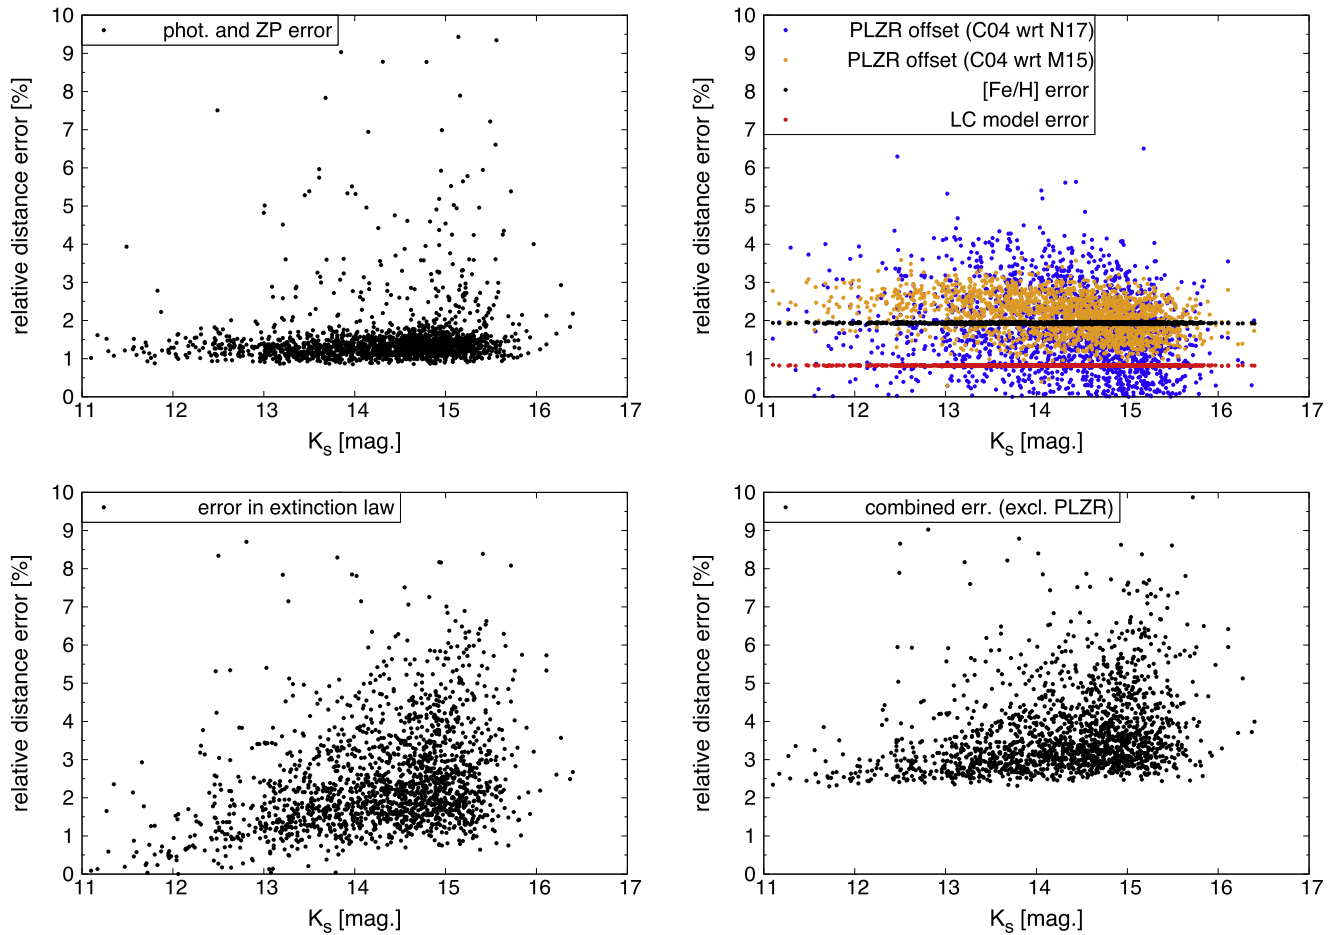 phot. and ZP error
10
9
8
7
6
5
4
3
2
1
0
relative distance error [%]
11 12 13 14 15 16 17
Ks [mag.]
PLZR offset (C04 wrt N17)
PLZR offset (C04 wrt M15)
[Fe/H] error
LC model error
10
9
8
7
6
5
4
3
2
1
0
relative distance error [%]
11 12 13 14 15 16 17
Ks [mag.]
error in extinction law
10
9
8
7
6
5
4
3
2
1
0
relative distance error [%]
11 12 13 14 15 16 17
Ks [mag.]
combined err. (excl. PLZR)
10
9
8
7
6
5
4
3
2
1
0
relative distance error [%]
11 12 13 14 15 16 17
Ks [mag.]